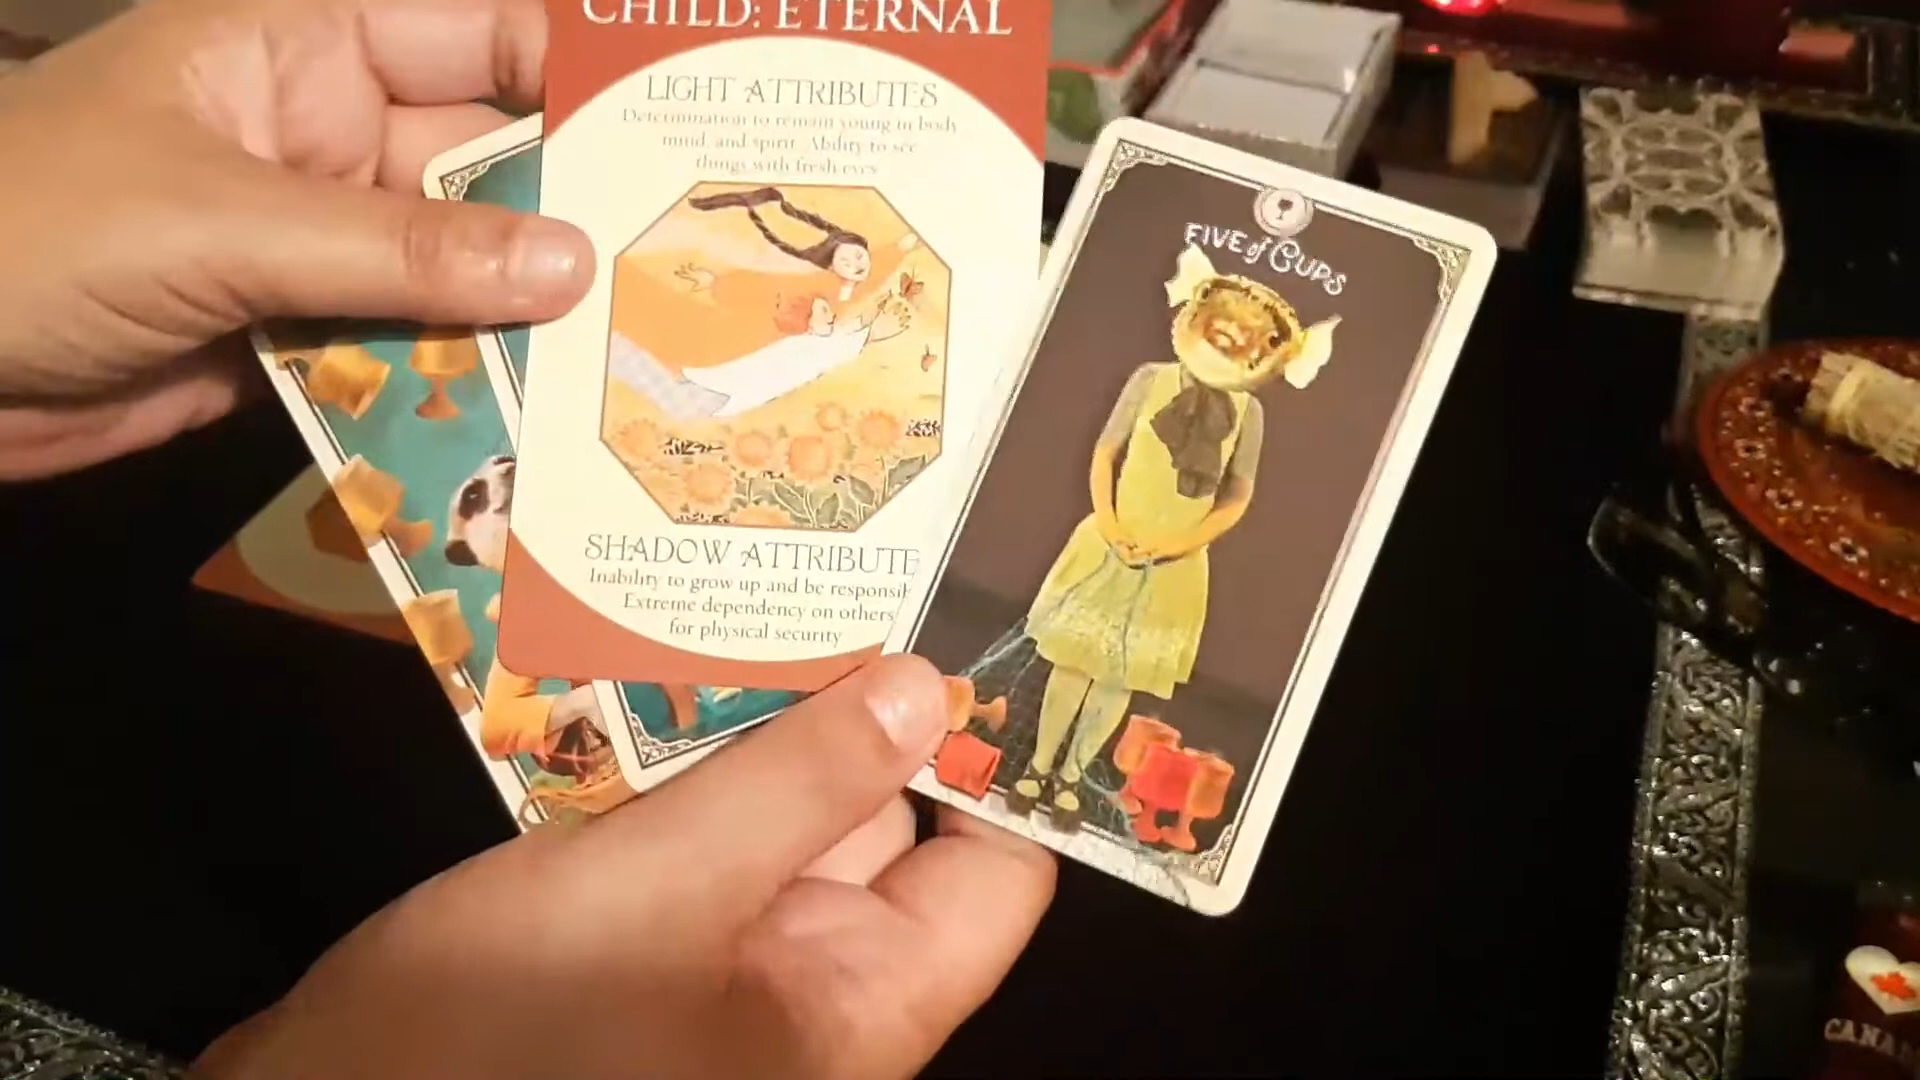 CHILD: ETERNAL
LIGHT ATTRIBUTES
Determination to remain young in body
mind, and spirit. Ability to see
things with fresh eyes
SHADOW ATTRIBUTE
Inability to grow up and be responsib
Extreme dependency on others
for physical security
FIVE of CUPS
CANA